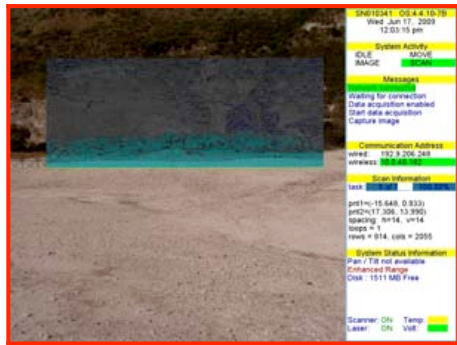 SN010341 OS:4.4.10-7B
Wed Jun 17, 2009
12:03:15 pm
System Activity
IDLE MOVE
IMAGE SCAN
Messages
Waiting for connection
Data acquisition enabled
Start data acquisition
Capture image
Communication Address
wired: 192.9.206.248
wireless:
Scan Information
task
pnt1=(-15.648, 0.933)
pnt2=(17.306, 13.990)
spacing: h=14, v=14
loops = 1
rows = 814, cols = 2055
System Status Information
Pan / Tilt not available
Enhanced Range
Disk : 1511 MB Free
Scanner: ON Temp:
Laser: ON Volt: